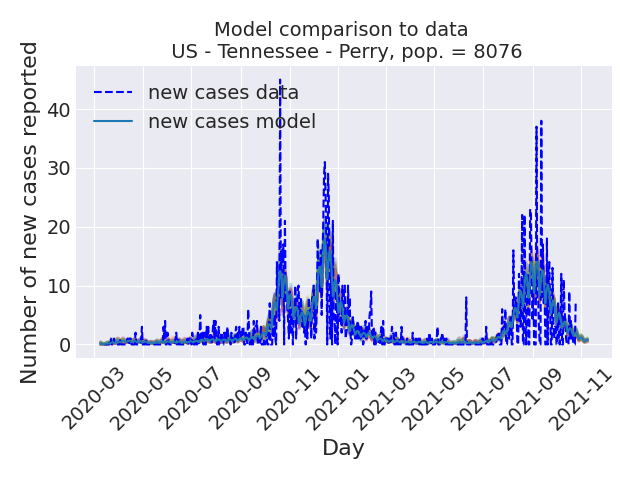 Model comparison to data
US - Tennessee - Perry, pop. = 8076
Number of new cases reported
new cases data
new cases model
40
30
20
10
0
2020-03
2020-05
2020-07
2020-09
2020-11
2021-01
2021-03
2021-05
2021-07
2021-09
2021-11
Day